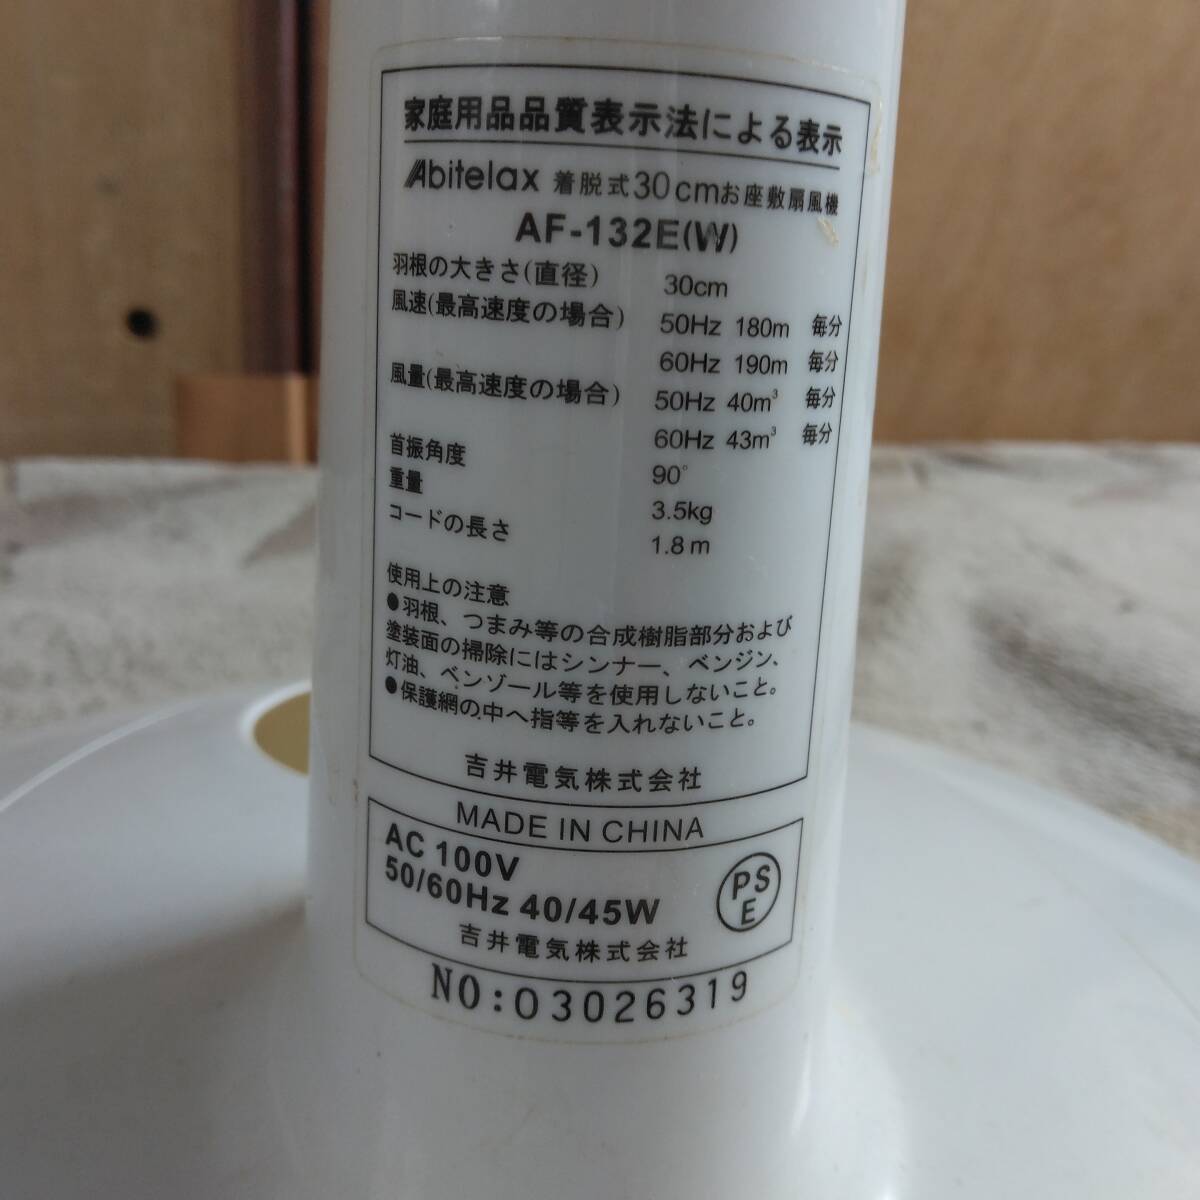 家庭用品品質表示法による表示
Abitelax 着脱式30cmお座敷扇風機
AF-132E(W)
羽根の大きさ(直径) 30cm
風速(最高速度の場合) 50Hz 180m 毎分
60Hz 190m 毎分
風量(最高速度の場合) 50Hz 40m³ 毎分
60Hz 43m³ 毎分
首振角度 90°
重量 3.5kg
コードの長さ 1.8m
使用上の注意
●羽根、つまみ等の合成樹脂部分および
塗装面の掃除にはシンナー、ベンジン、
灯油、ベンゾール等を使用しないこと。
●保護網の中へ指等を入れないこと。
吉井電気株式会社
MADE IN CHINA
AC 100V
50/60Hz 40/45W
PSE
吉井電気株式会社
NO:03026319